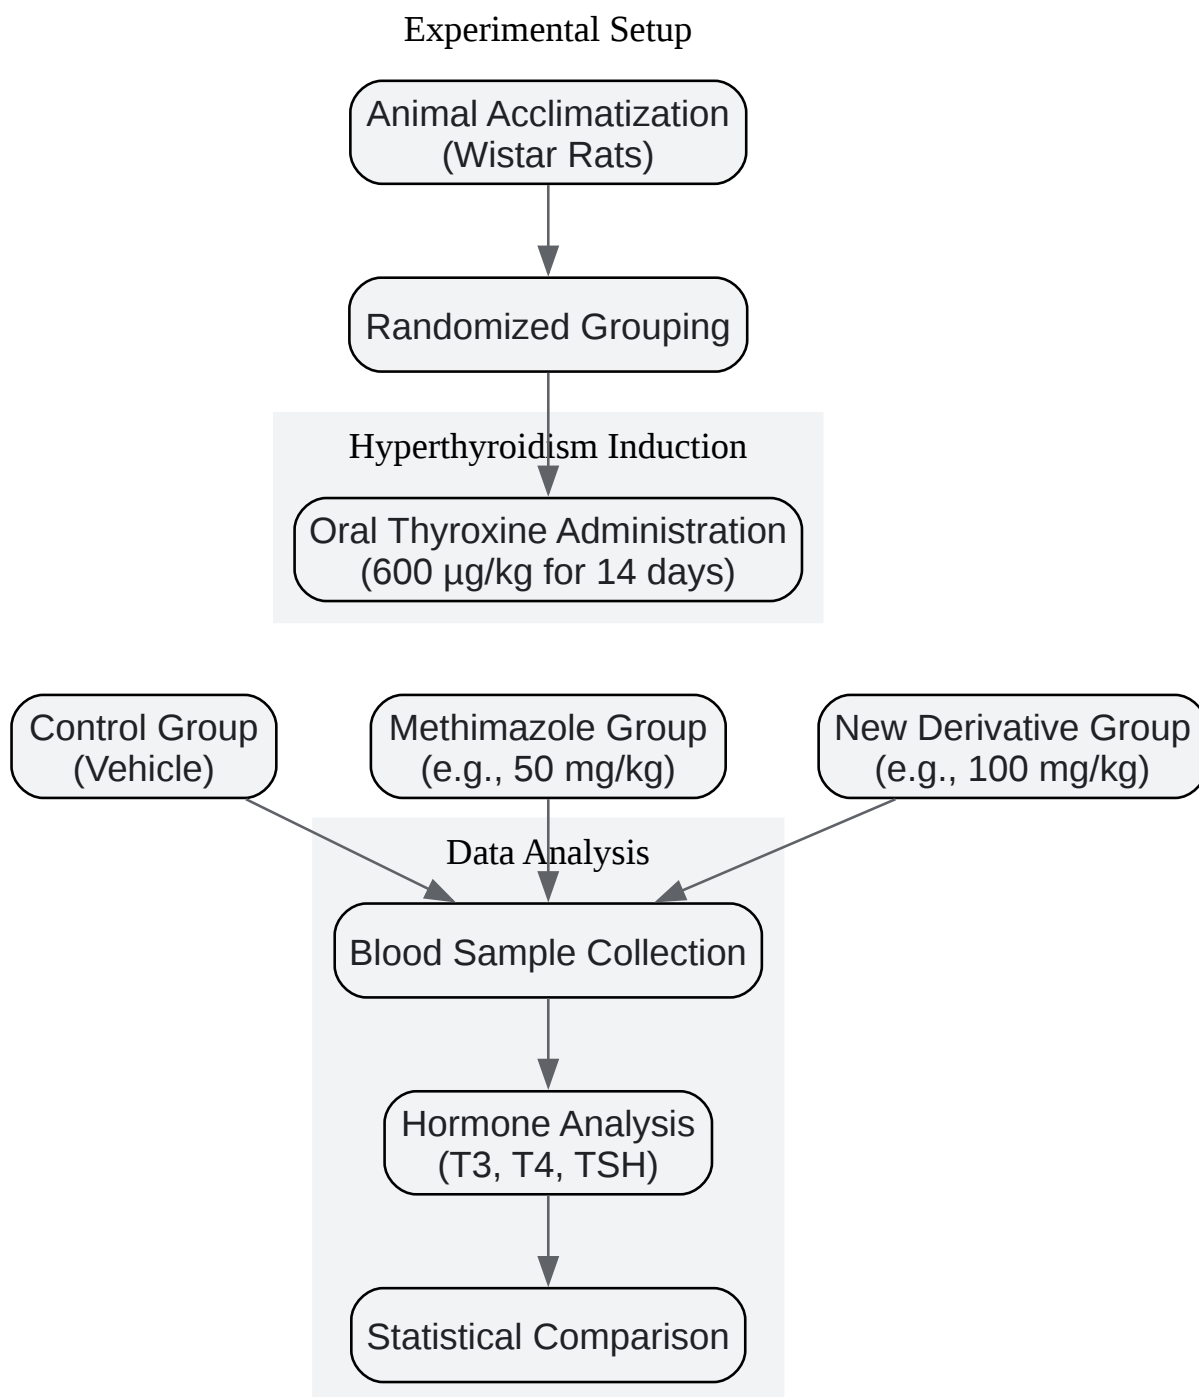 Experimental Setup
Animal Acclimatization
(Wistar Rats)
Randomized Grouping
Hyperthyroidism Induction
Oral Thyroxine Administration
(600 µg/kg for 14 days)
Control Group
(Vehicle)
Methimazole Group
(e.g., 50 mg/kg)
New Derivative Group
(e.g., 100 mg/kg)
Data Analysis
Blood Sample Collection
Hormone Analysis
(T3, T4, TSH)
Statistical Comparison